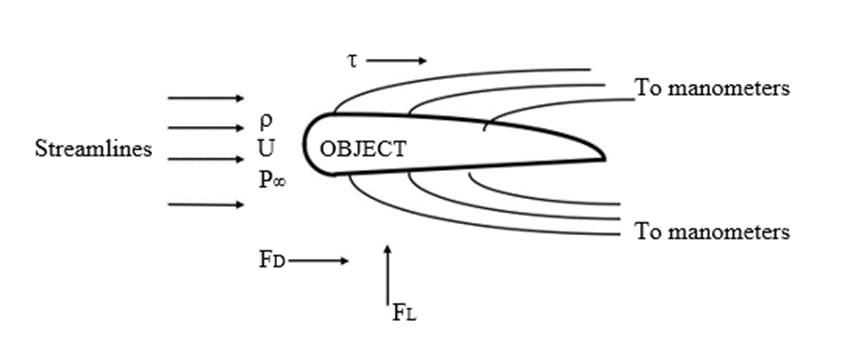 τ
To manometers
ρ
Streamlines
U
OBJECT
P∞
To manometers
FD
FL